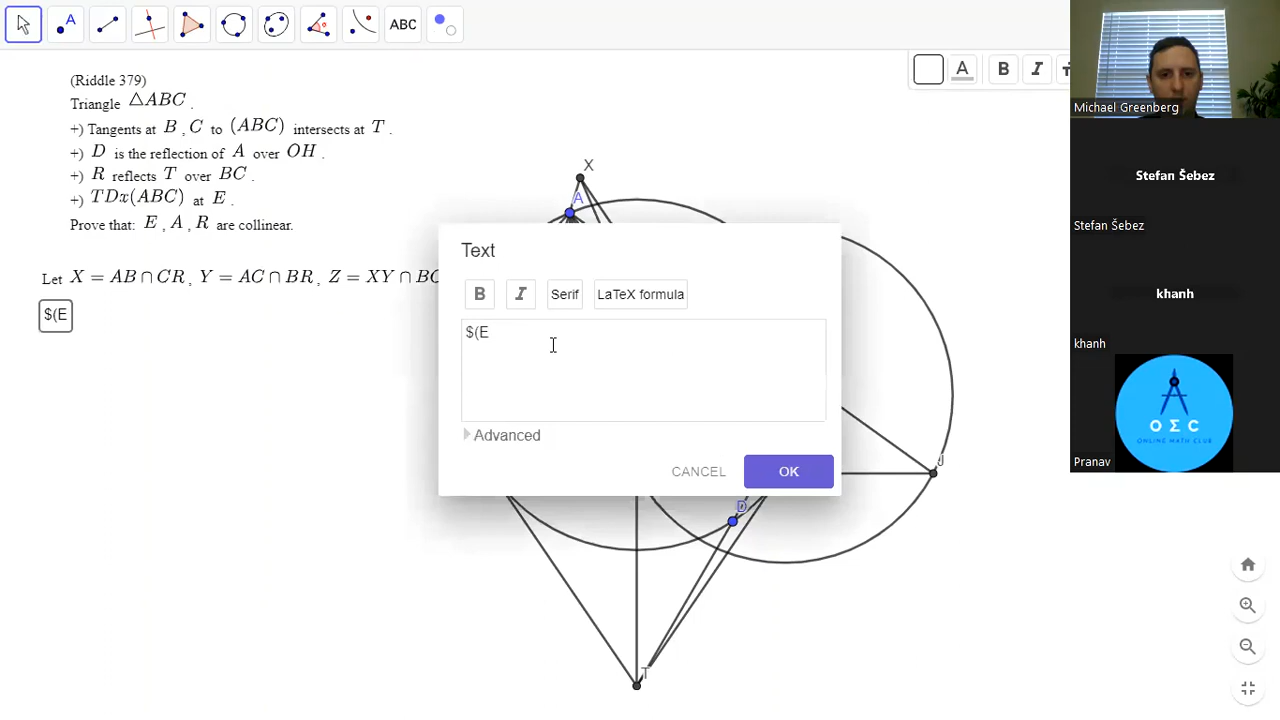 ABC
A
B I
(Riddle 379)
Triangle △ABC .
+) Tangents at B , C to (ABC) intersects at T .
+) D is the reflection of A over OH .
+) R reflects T over BC .
+) TDx(ABC) at E .
Prove that: E , A , R are collinear.
Let X = AB ∩ CR , Y = AC ∩ BR , Z = XY ∩ BC
$(E
X
A
Text
B I Serif LaTeX formula
$(E
Advanced
CANCEL OK
J
D
T
Michael Greenberg
Stefan Šebez
Stefan Šebez
khanh
khanh
O Σ C
ONLINE MATH CLUB
Pranav